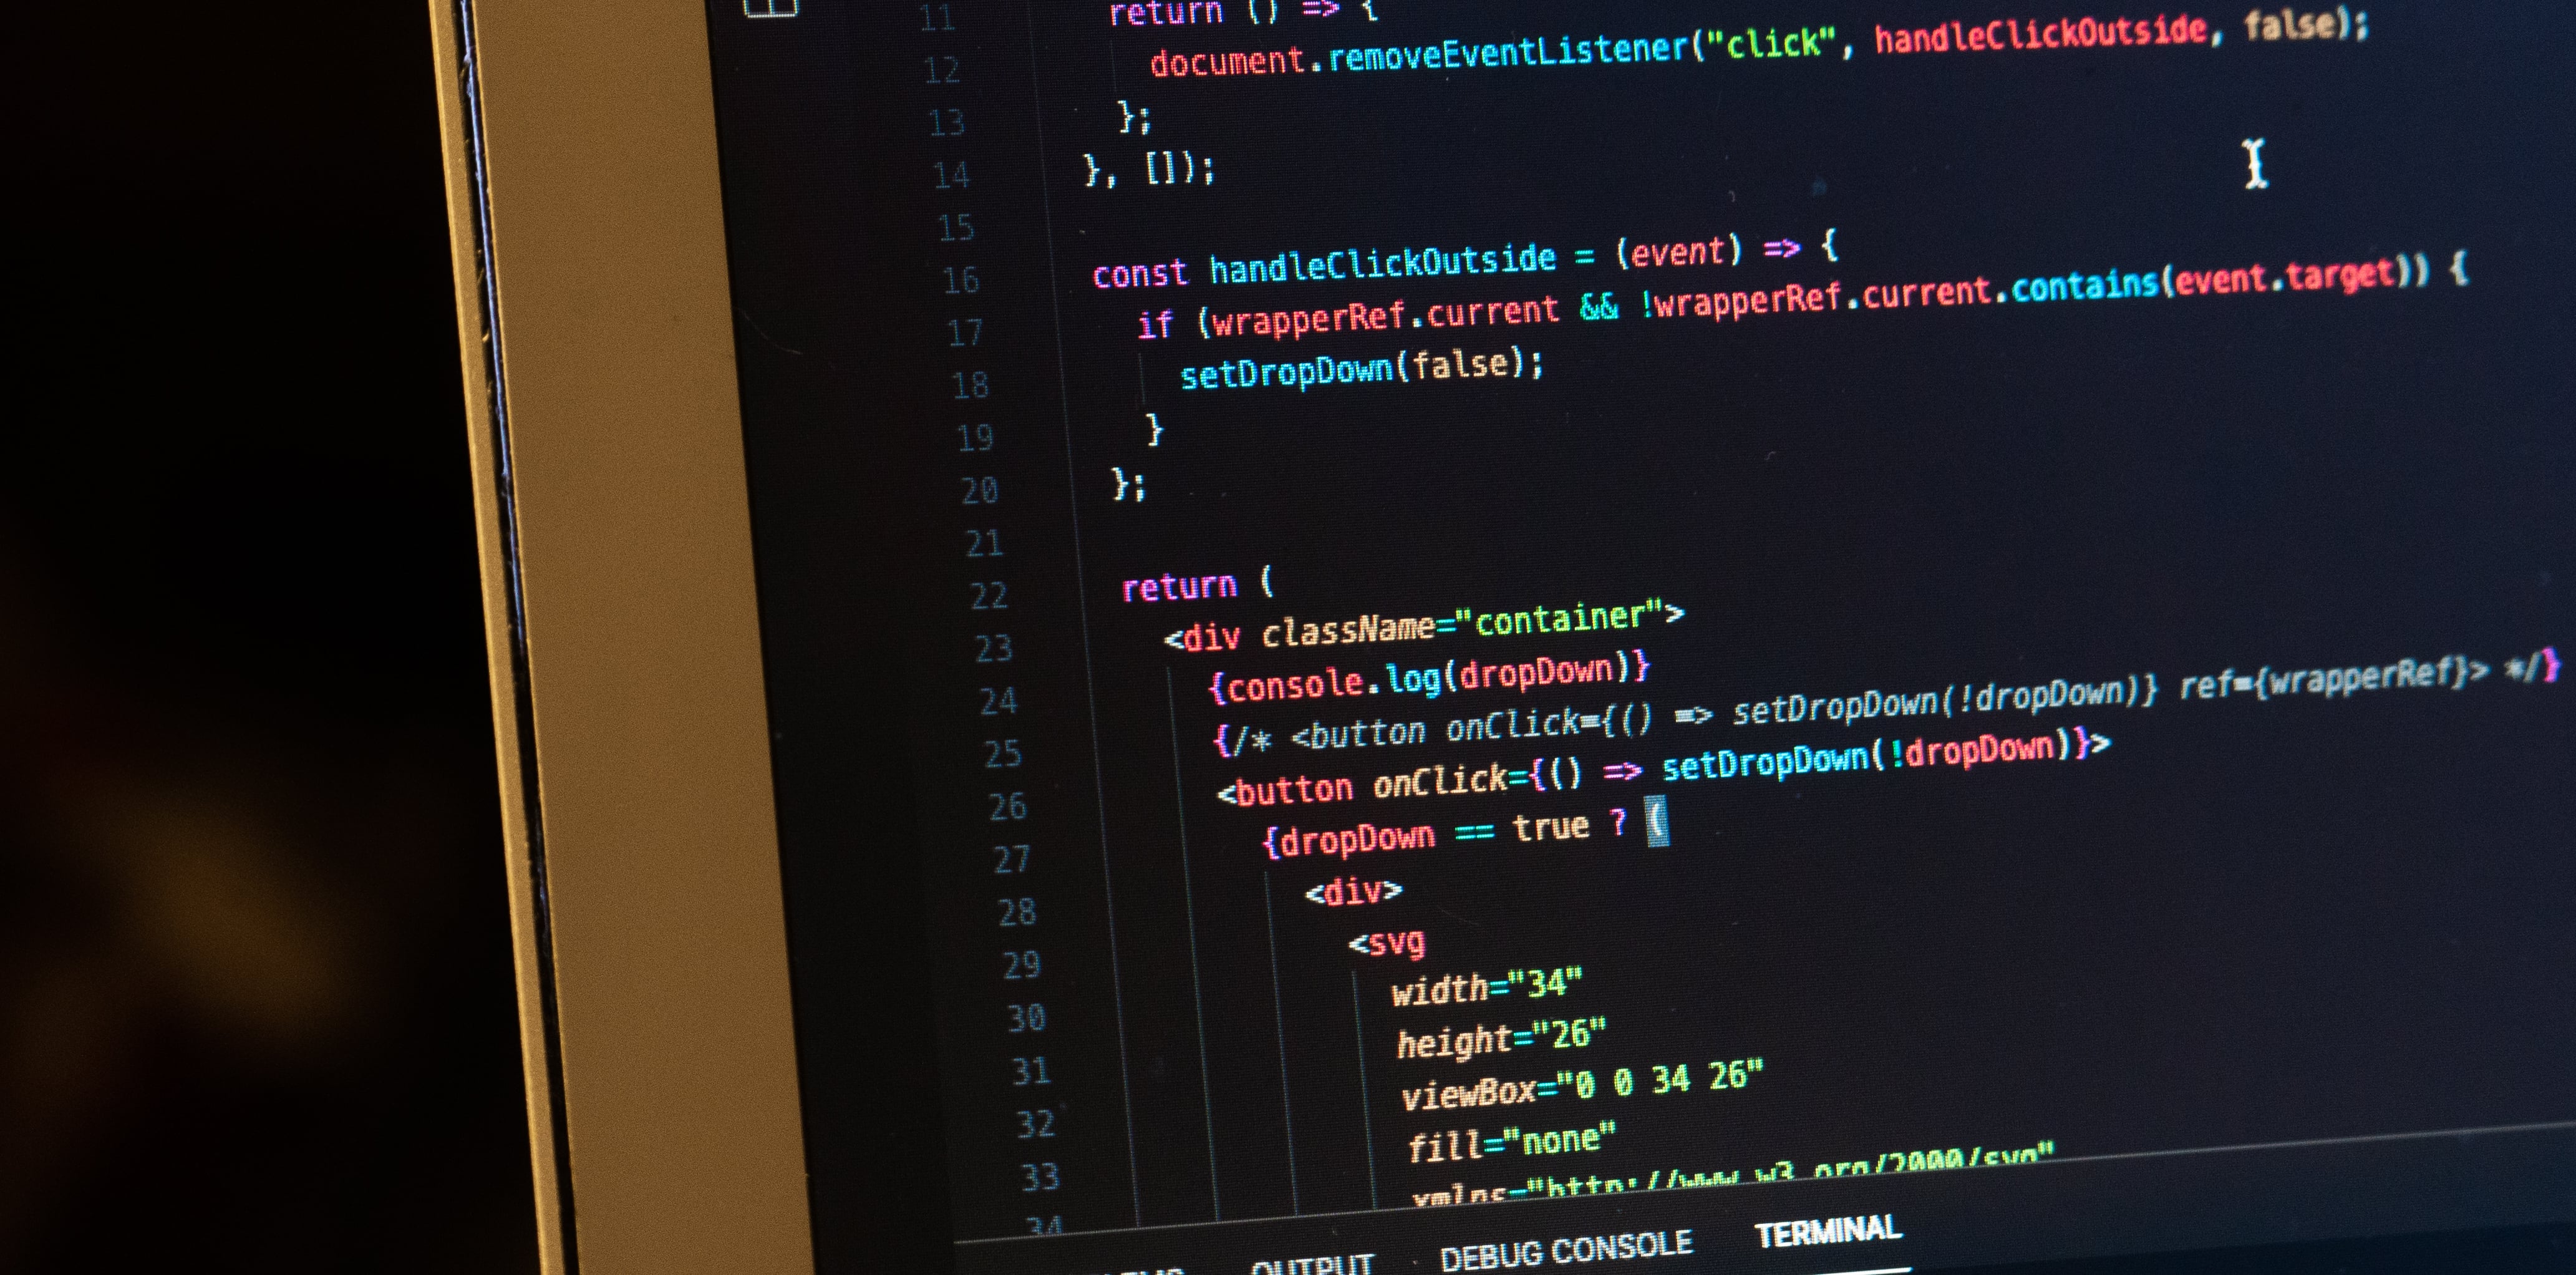 11 return () => {
12 document.removeEventListener("click", handleClickOutside, false);
13 };
14 }, []);
15
16 const handleClickOutside = (event) => {
17 if (wrapperRef.current && !wrapperRef.current.contains(event.target)) {
18 setDropDown(false);
19 }
20 };
21
22 return (
23 <div className="container">
24 {console.log(dropDown)}
25 {/* <button onClick={() => setDropDown(!dropDown)} ref={wrapperRef}> */}
26 <button onClick={() => setDropDown(!dropDown)}>
27 {dropDown == true ? (
28 <div>
29 <svg
30 width="34"
31 height="26"
32 viewBox="0 0 34 26"
33 fill="none"
34 xmlns="http://www.w3.org/2000/svg"
OUTPUT DEBUG CONSOLE TERMINAL